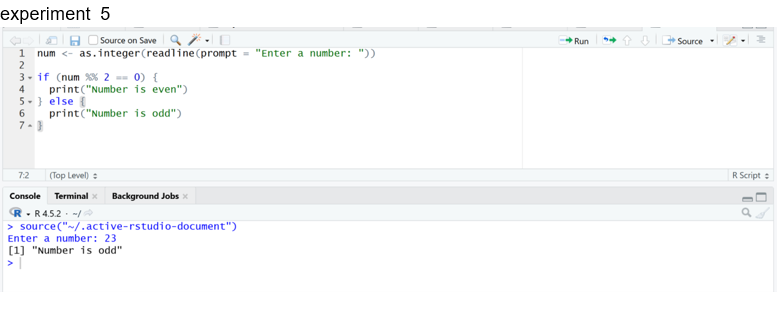 experiment 5
Source on Save
Run
Source
1 num <- as.integer(readline(prompt = "Enter a number: "))
2
3 if (num %% 2 == 0) {
4 print("Number is even")
5 } else {
6 print("Number is odd")
7 }
7:2 (Top Level) R Script
Console Terminal Background Jobs
R 4.5.2 · ~/
> source("~/.active-rstudio-document")
Enter a number: 23
[1] "Number is odd"
>